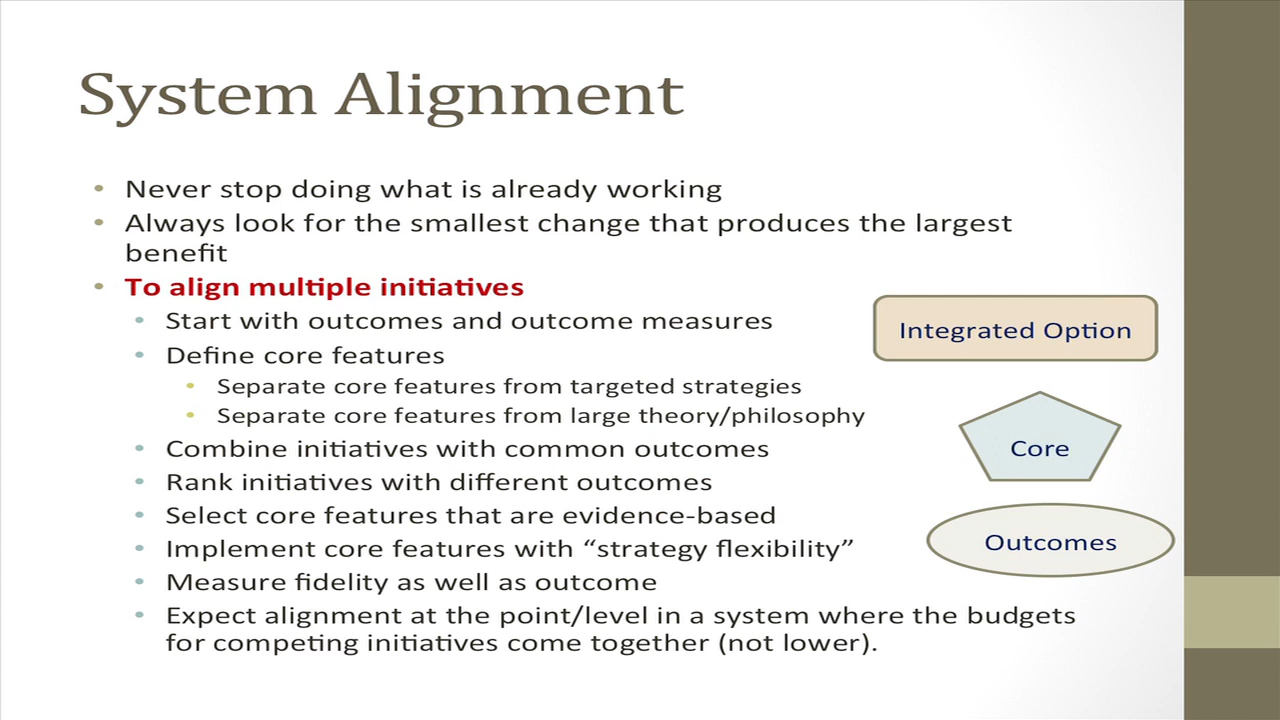 System Alignment
• Never stop doing what is already working
• Always look for the smallest change that produces the largest
benefit
• To align multiple initiatives
• Start with outcomes and outcome measures
• Define core features
• Separate core features from targeted strategies
• Separate core features from large theory/philosophy
• Combine initiatives with common outcomes
• Rank initiatives with different outcomes
• Select core features that are evidence-based
• Implement core features with “strategy flexibility”
• Measure fidelity as well as outcome
• Expect alignment at the point/level in a system where the budgets
for competing initiatives come together (not lower).
Integrated Option
Core
Outcomes